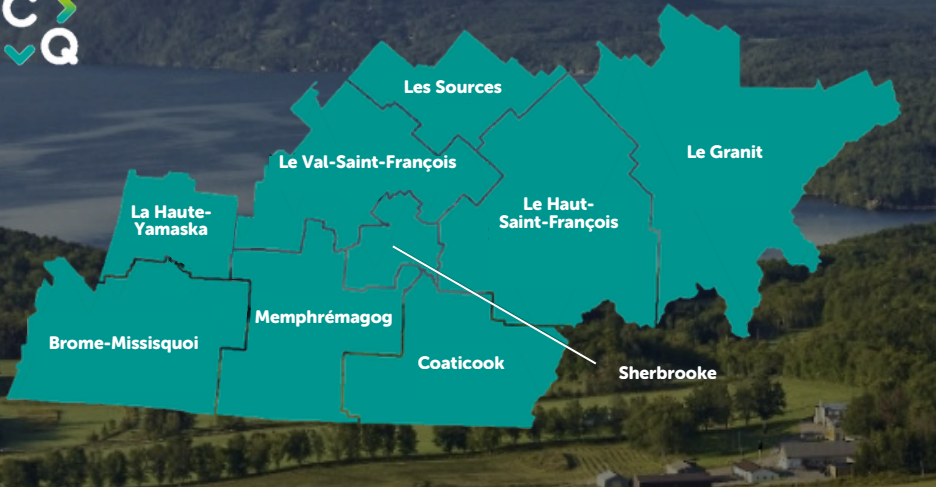 C
Q
Les Sources
Le Granit
Le Val-Saint-François
Le Haut-
Saint-François
La Haute-
Yamaska
Memphrémagog
Brome-Missisquoi
Coaticook
Sherbrooke